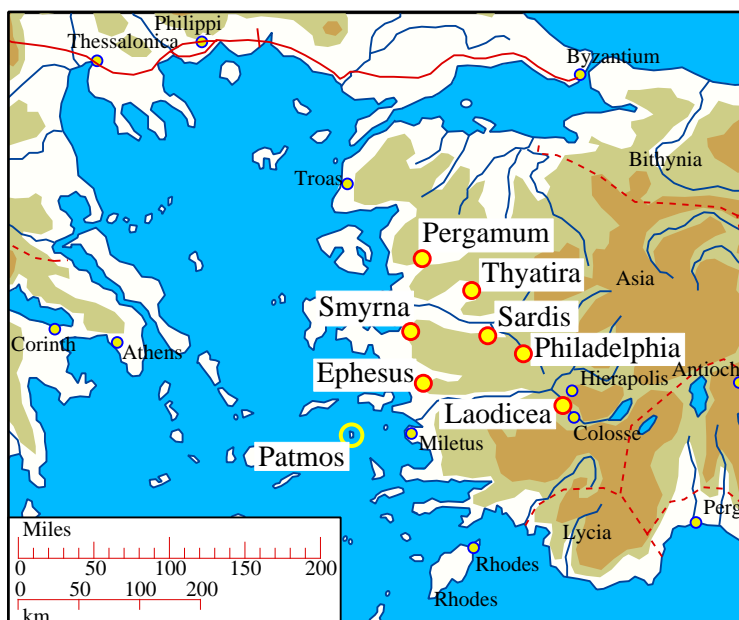 Philippi
Thessalonica
Byzantium
Bithynia
Troas
Pergamum
Thyatira
Asia
Smyrna
Sardis
Corinth
Athens
Philadelphia
Ephesus
Hierapolis
Antioch
Laodicea
Colosse
Miletus
Patmos
Perg
Lycia
Rhodes
Rhodes
Miles
0 50 100 150 200
0 50 100 200
km